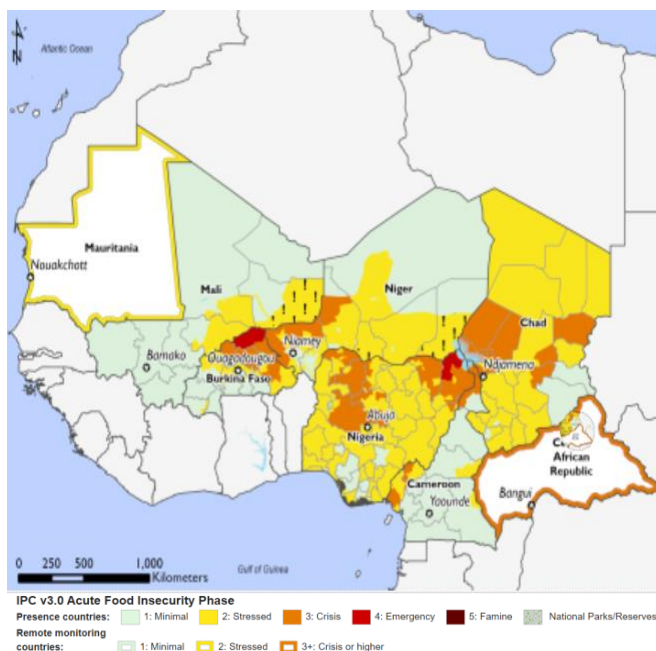 N
Atlantic Ocean
Mauritania
Nouakchott
Mali
Niger
Chad
Niamey
Bamako
Ouagadougou
Burkina Faso
Ndjamena
Abuja
Nigeria
African
Republic
Cameroon
Yaounde
Bangui
0 250 500 1,000
Kilometers
Gulf of Guinea
IPC v3.0 Acute Food Insecurity Phase
Presence countries: 1: Minimal 2: Stressed 3: Crisis 4: Emergency 5: Famine National Parks/Reserves
Remote monitoring
countries: 1: Minimal 2: Stressed 3+: Crisis or higher